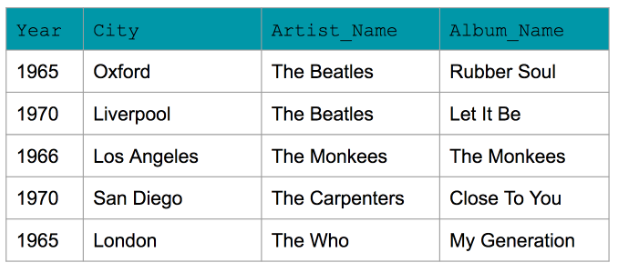 Year City Artist_Name Album_Name
1965 Oxford The Beatles Rubber Soul
1970 Liverpool The Beatles Let It Be
1966 Los Angeles The Monkees The Monkees
1970 San Diego The Carpenters Close To You
1965 London The Who My Generation